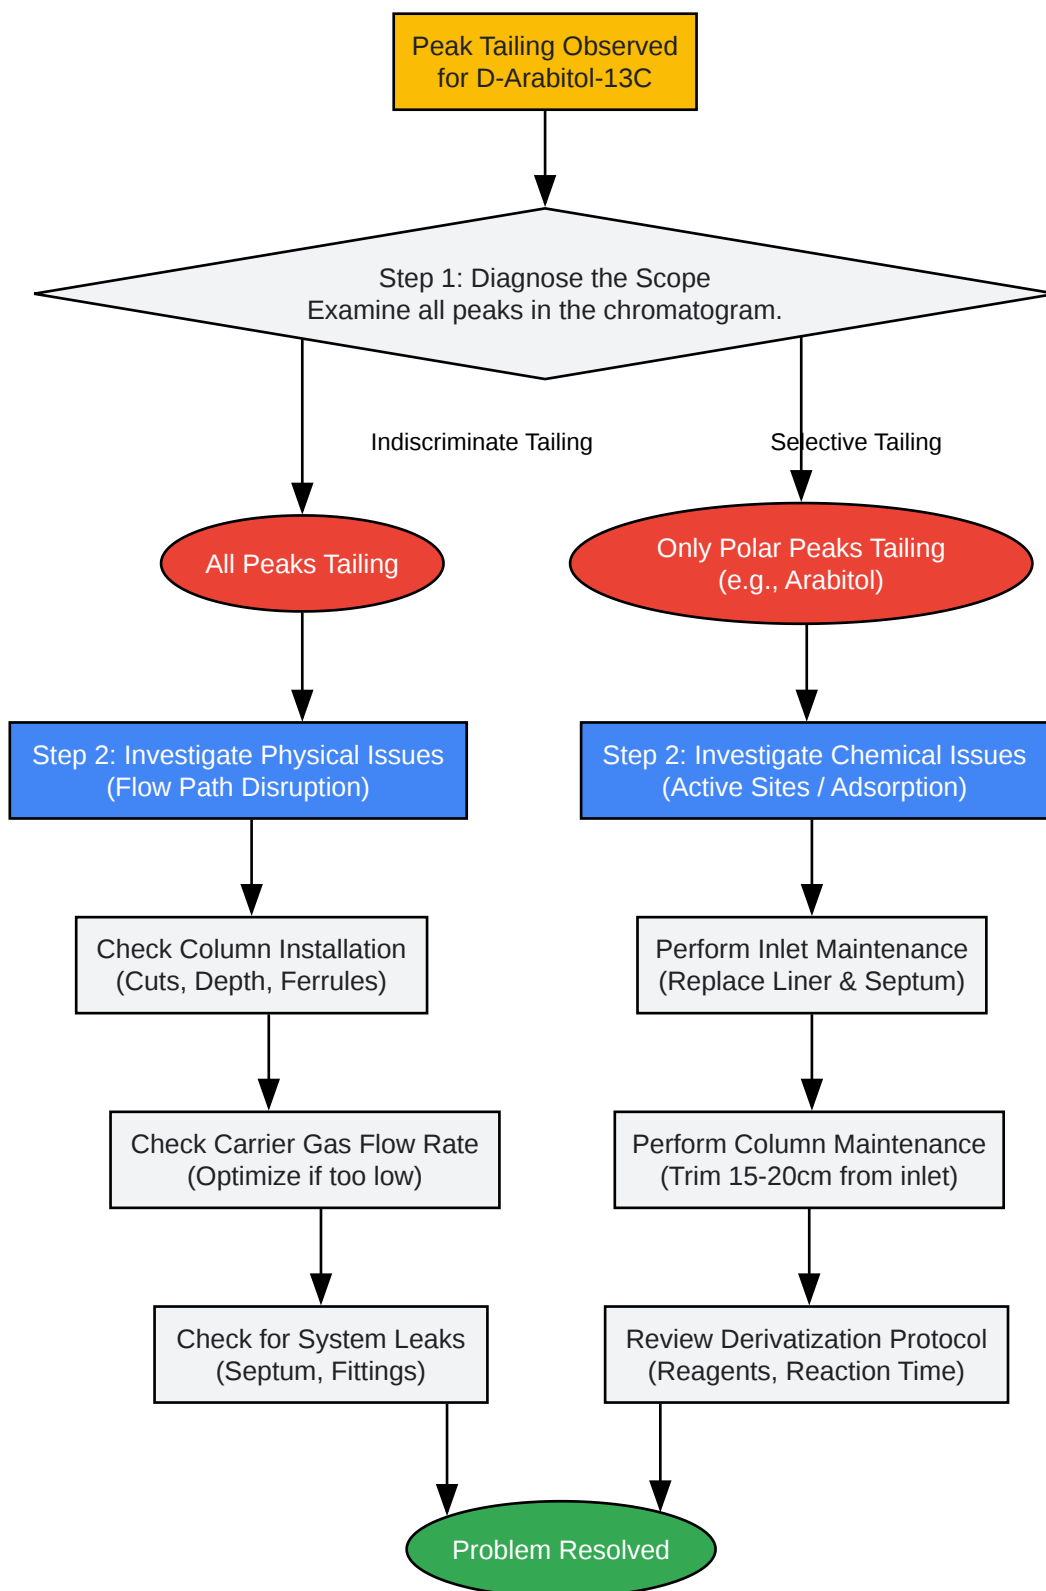 Peak Tailing Observed
for D-Arabitol-13C
Step 1: Diagnose the Scope
Examine all peaks in the chromatogram.
Indiscriminate Tailing
Selective Tailing
All Peaks Tailing
Only Polar Peaks Tailing
(e.g., Arabitol)
Step 2: Investigate Physical Issues
(Flow Path Disruption)
Step 2: Investigate Chemical Issues
(Active Sites / Adsorption)
Check Column Installation
(Cuts, Depth, Ferrules)
Perform Inlet Maintenance
(Replace Liner & Septum)
Check Carrier Gas Flow Rate
(Optimize if too low)
Perform Column Maintenance
(Trim 15-20cm from inlet)
Check for System Leaks
(Septum, Fittings)
Review Derivatization Protocol
(Reagents, Reaction Time)
Problem Resolved